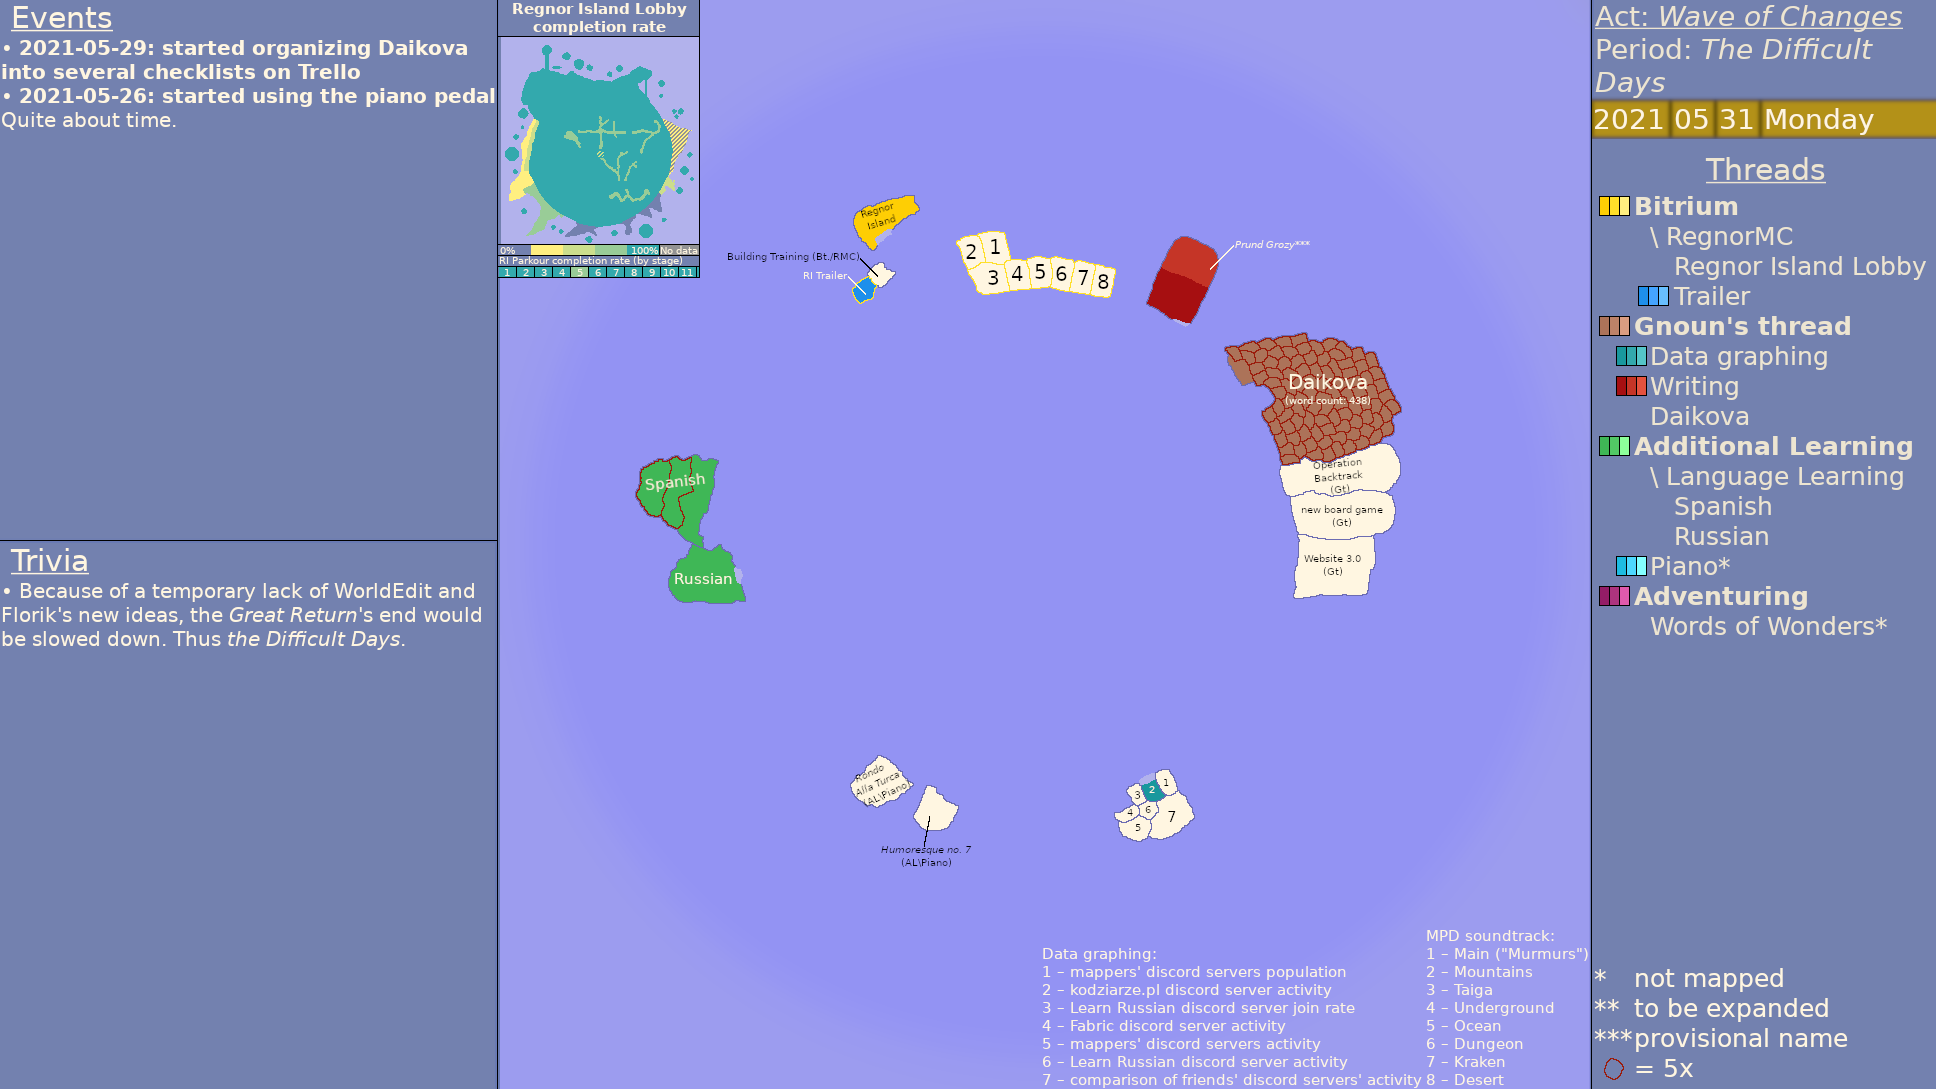 Events
• 2021-05-29: started organizing Daikova
into several checklists on Trello
• 2021-05-26: started using the piano pedal
Quite about time.
Trivia
• Because of a temporary lack of WorldEdit and
Florik's new ideas, the Great Return's end would
be slowed down. Thus the Difficult Days.
Regnor Island Lobby
completion rate
0% 100% No data
RI Parkour completion rate (by stage)
1 2 3 4 5 6 7 8 9 10 11
Regnor
Island
Building Training (Bt./RMC)
RI Trailer
2 1
3 4 5 6 7 8
Prund Grozy***
Daikova
(word count: 438)
Operation
Backtrack
(Gt)
new board game
(Gt)
Website 3.0
(Gt)
Spanish
Russian
Rondo
Alla Turca
(AL\Piano)
Humoresque no. 7
(AL\Piano)
1
2
3
4 6
7
5
Data graphing:
1 – mappers' discord servers population
2 – kodziarze.pl discord server activity
3 – Learn Russian discord server join rate
4 – Fabric discord server activity
5 – mappers' discord servers activity
6 – Learn Russian discord server activity
7 – comparison of friends' discord servers' activity
MPD soundtrack:
1 – Main ("Murmurs")
2 – Mountains
3 – Taiga
4 – Underground
5 – Ocean
6 – Dungeon
7 – Kraken
8 – Desert
Act: Wave of Changes
Period: The Difficult
Days
2021 05 31 Monday
Threads
Bitrium
\ RegnorMC
Regnor Island Lobby
Trailer
Gnoun's thread
Data graphing
Writing
Daikova
Additional Learning
\ Language Learning
Spanish
Russian
Piano*
Adventuring
Words of Wonders*
* not mapped
** to be expanded
*** provisional name
= 5x